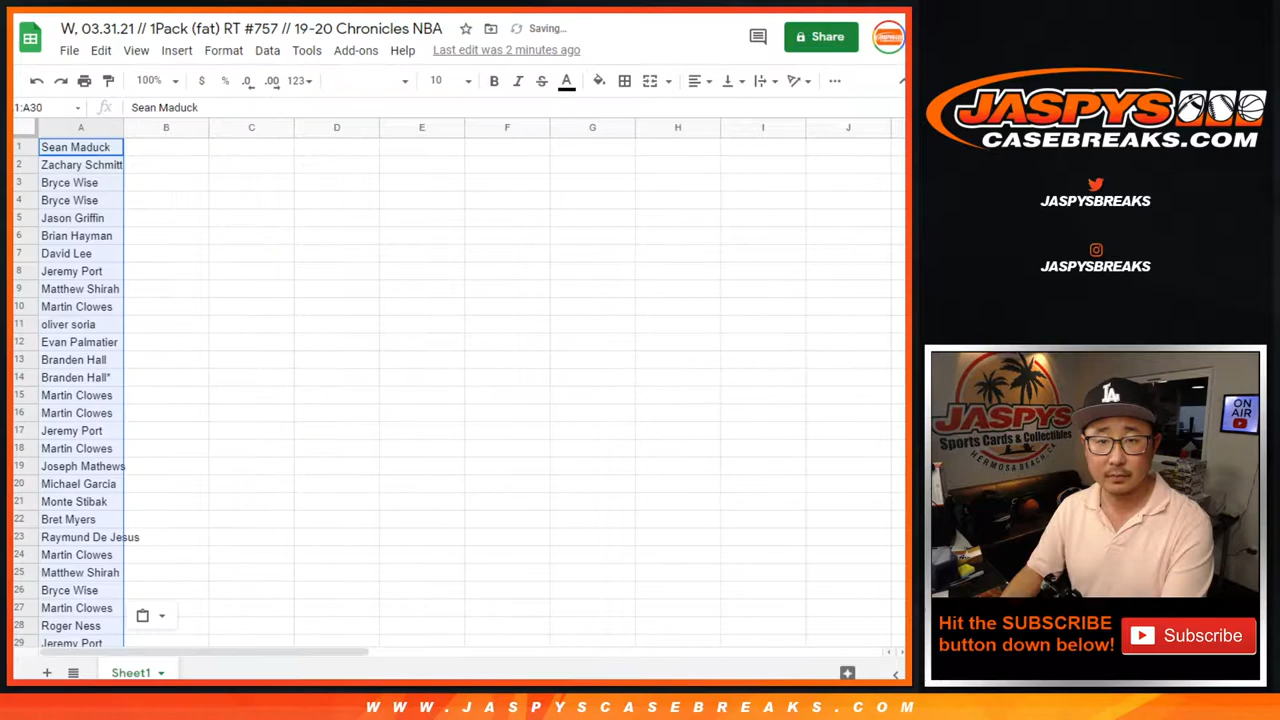 W, 03.31.21 // 1Pack (fat) RT #757 // 19-20 Chronicles NBA
Saving...
Share
File Edit View Insert Format Data Tools Add-ons Help Last edit was 2 minutes ago
100% $ % .0 .00 123 10 B I S A
1:A30 fx Sean Maduck
A B C D E F G H I J
1 Sean Maduck
2 Zachary Schmitt
3 Bryce Wise
4 Bryce Wise
5 Jason Griffin
6 Brian Hayman
7 David Lee
8 Jeremy Port
9 Matthew Shirah
10 Martin Clowes
11 oliver soria
12 Evan Palmatier
13 Branden Hall
14 Branden Hall*
15 Martin Clowes
16 Martin Clowes
17 Jeremy Port
18 Martin Clowes
19 Joseph Mathews
20 Michael Garcia
21 Monte Stibak
22 Bret Myers
23 Raymund De Jesus
24 Martin Clowes
25 Matthew Shirah
26 Bryce Wise
27 Martin Clowes
28 Roger Ness
29 Jeremy Port
Sheet1
JASPYS
CASEBREAKS.COM
JASPYSBREAKS
JASPYSBREAKS
JASPYS
Sports Cards & Collectibles
HERMOSA BEACH, CA
LA
ON
AIR
Hit the SUBSCRIBE
button down below!
Subscribe
WWW.JASPYSCASEBREAKS.COM